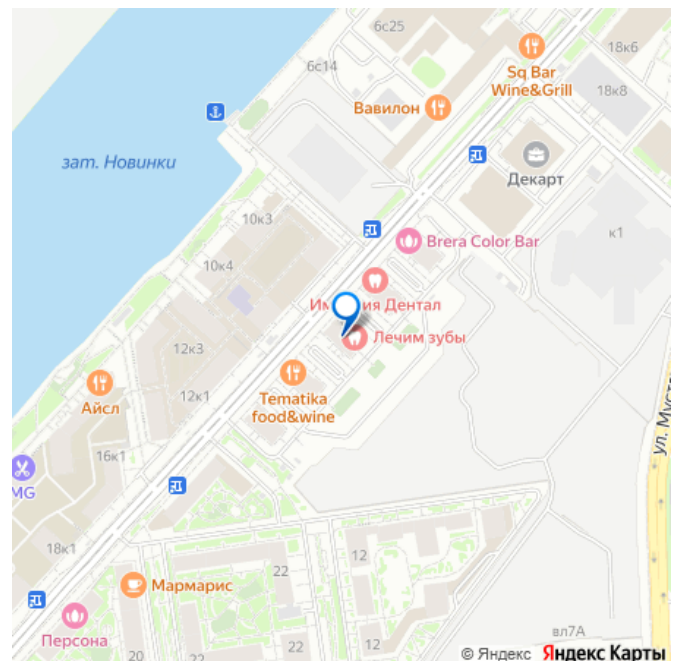 6с25
18к6
6с14
Sq Bar
Wine&Grill
18к8
Вавилон
зат. Новинки
Декарт
10к3
к1
Brera Color Bar
10к4
Дентал
Лечим зубы
12к3
Tematika
food&wine
12к1
Айсл
16к1
MG
18к1
12
22
Мармарис
Персона
20
22
12
вл7А
© Яндекс Яндекс Карты